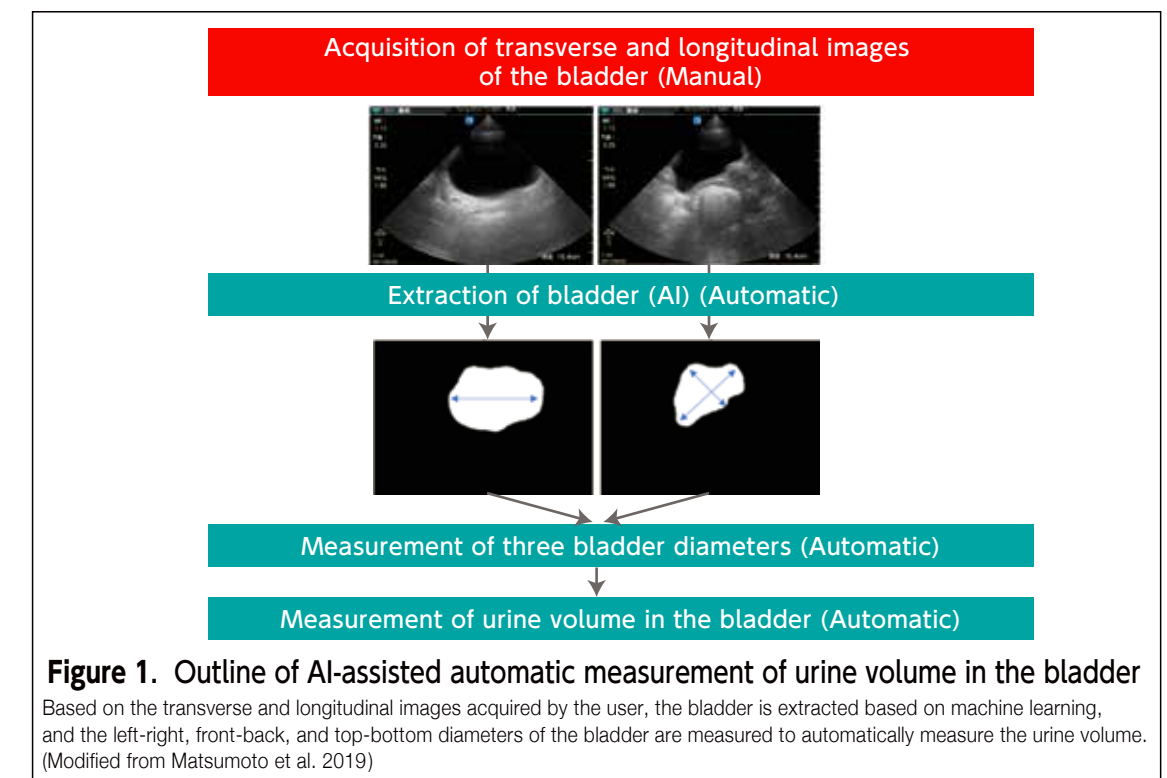 Acquisition of transverse and longitudinal images
of the bladder (Manual)
Extraction of bladder (AI) (Automatic)
Measurement of three bladder diameters (Automatic)
Measurement of urine volume in the bladder (Automatic)
Figure 1. Outline of AI-assisted automatic measurement of urine volume in the bladder
Based on the transverse and longitudinal images acquired by the user, the bladder is extracted based on machine learning,
and the left-right, front-back, and top-bottom diameters of the bladder are measured to automatically measure the urine volume.
(Modified from Matsumoto et al. 2019)